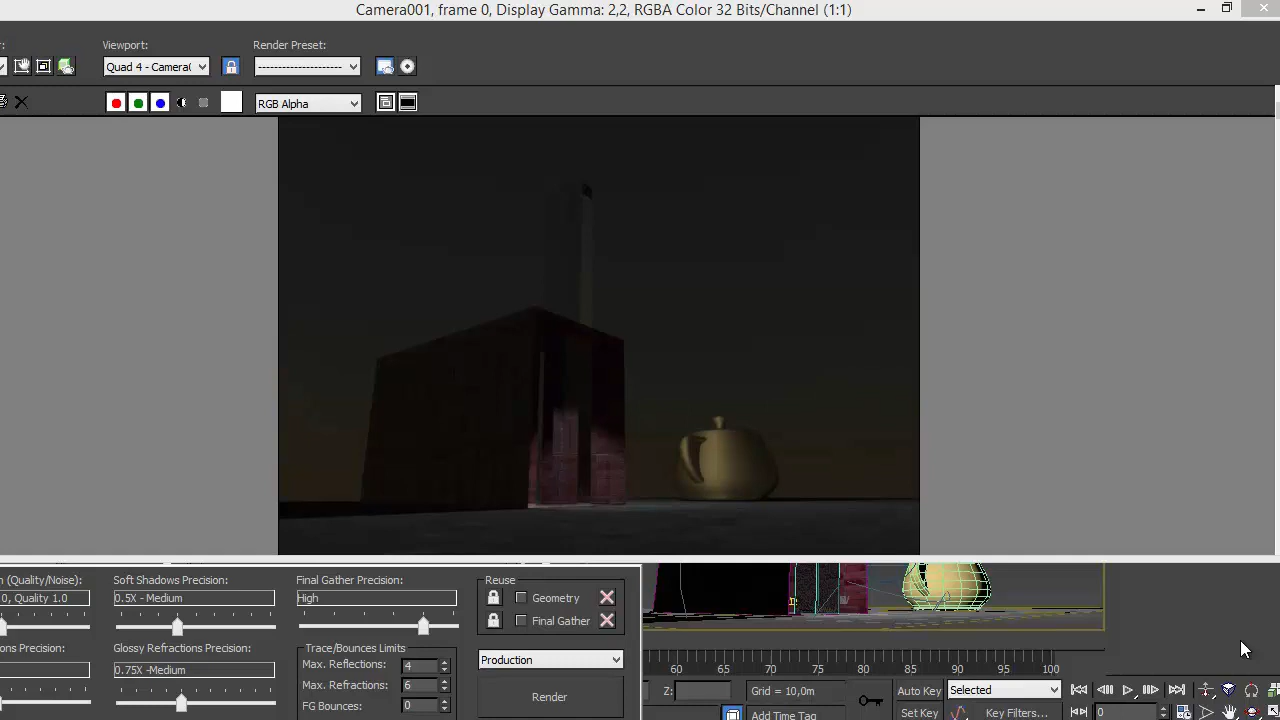 Camera001, frame 0, Display Gamma: 2,2, RGBA Color 32 Bits/Channel (1:1)
Viewport:
Render Preset:
Quad 4 - Camera
RGB Alpha
(Quality/Noise):
0, Quality 1.0
Soft Shadows Precision:
0.5X - Medium
Final Gather Precision:
High
Reuse
Geometry
Final Gather
ons Precision:
Glossy Refractions Precision:
0.75X -Medium
Trace/Bounces Limits
Max. Reflections:
4
Max. Refractions:
6
FG Bounces:
0
Production
Render
60 65 70 75 80 85 90 95 100
Z:
Grid = 10,0m
Add Time Tag
Auto Key
Selected
Set Key
Key Filters...
0